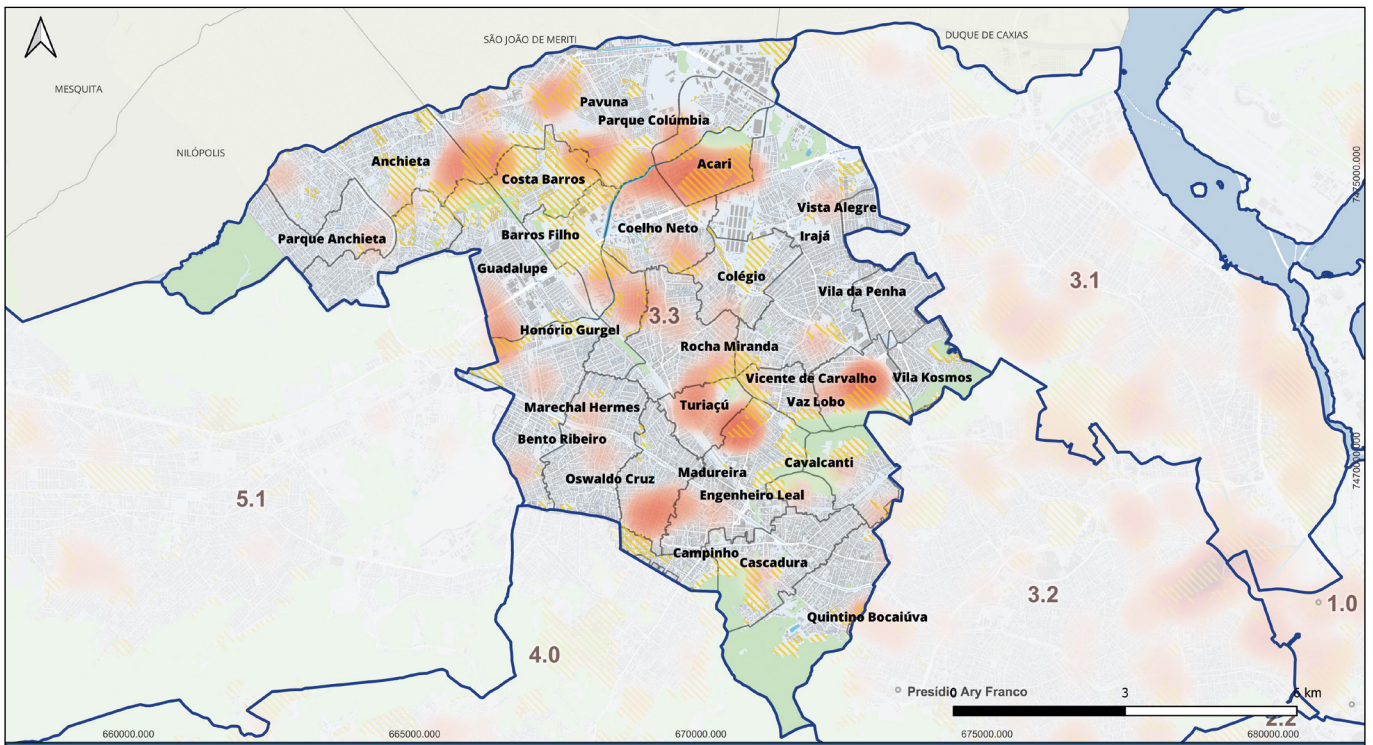 SÃO JOÃO DE MERITI
DUQUE DE CAXIAS
MESQUITA
Pavuna
Parque Colúmbia
NILÓPOLIS
Anchieta
Acari
Costa Barros
7475000.000
Vista Alegre
Coelho Neto
Barros Filho
Irajá
Parque Anchieta
Guadalupe
Colégio
3.1
Vila da Penha
3.3
Honório Gurgel
Rocha Miranda
Vicente de Carvalho
Vila Kosmos
Vaz Lobo
Turiaçú
Marechal Hermes
Bento Ribeiro
7470000.000
Cavalcanti
Madureira
Oswaldo Cruz
Engenheiro Leal
5.1
Campinho
Cascadura
3.2
1.0
Quintino Bocaiúva
4.0
Presídio Ary Franco
0 3 6 km
2.2
660000.000 665000.000 670000.000 675000.000 680000.000